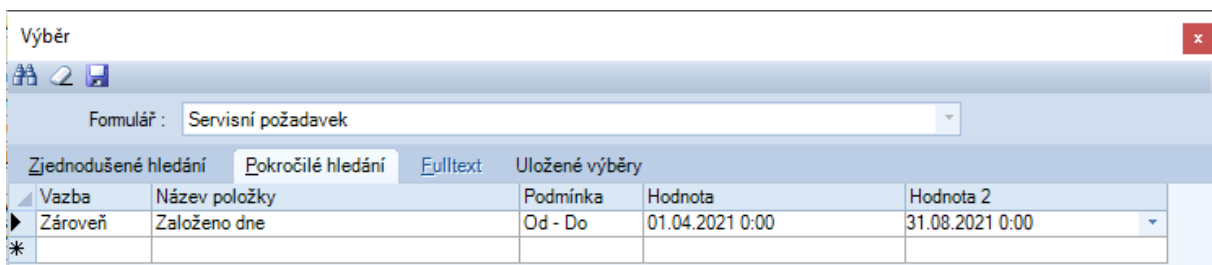 Výběr
x
Formulář : Servisní požadavek
Zjednodušené hledání Pokročilé hledání Fulltext Uložené výběry
Vazba Název položky Podmínka Hodnota Hodnota 2
Zároveň Založeno dne Od - Do 01.04.2021 0:00 31.08.2021 0:00